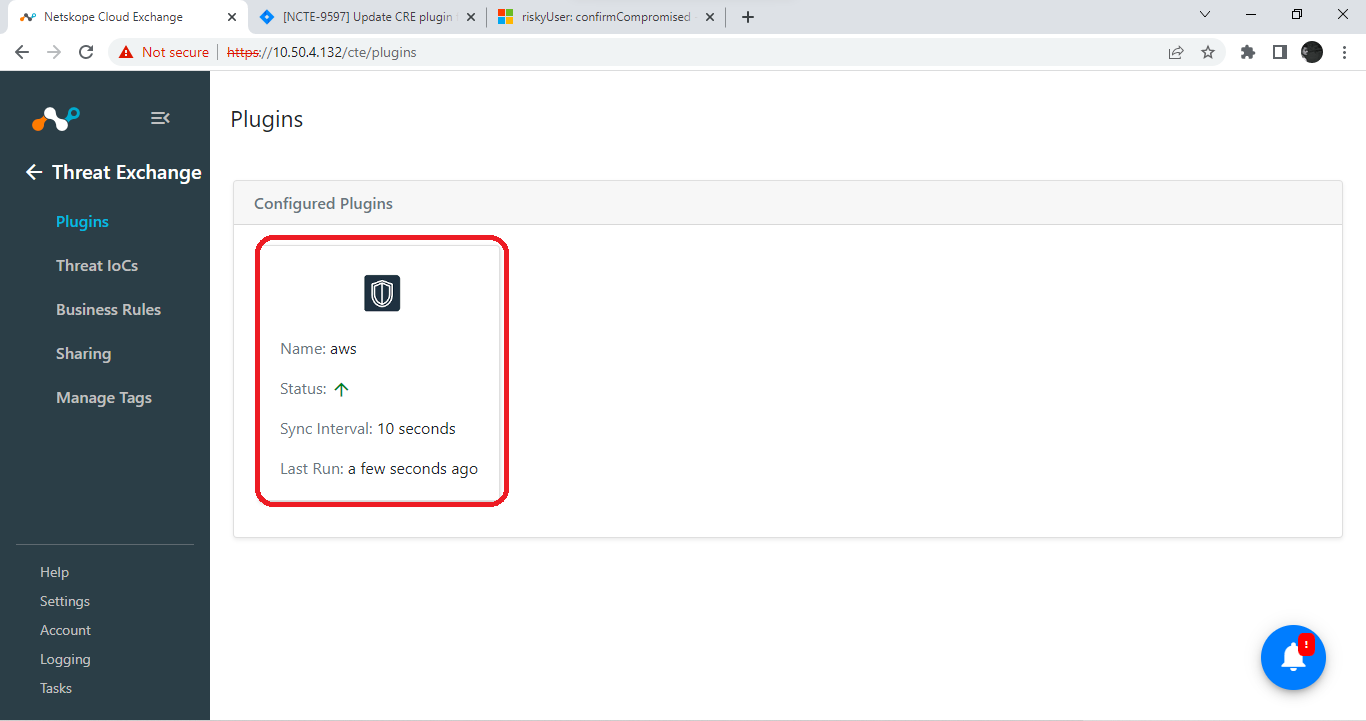 Netskope Cloud Exchange
[NCTE-9597] Update CRE plugin
riskyUser: confirmCompromised
Not secure
https://10.50.4.132/cte/plugins
Threat Exchange
Plugins
Threat IoCs
Business Rules
Sharing
Manage Tags
Help
Settings
Account
Logging
Tasks
Plugins
Configured Plugins
Name: aws
Status:
Sync Interval: 10 seconds
Last Run: a few seconds ago
!